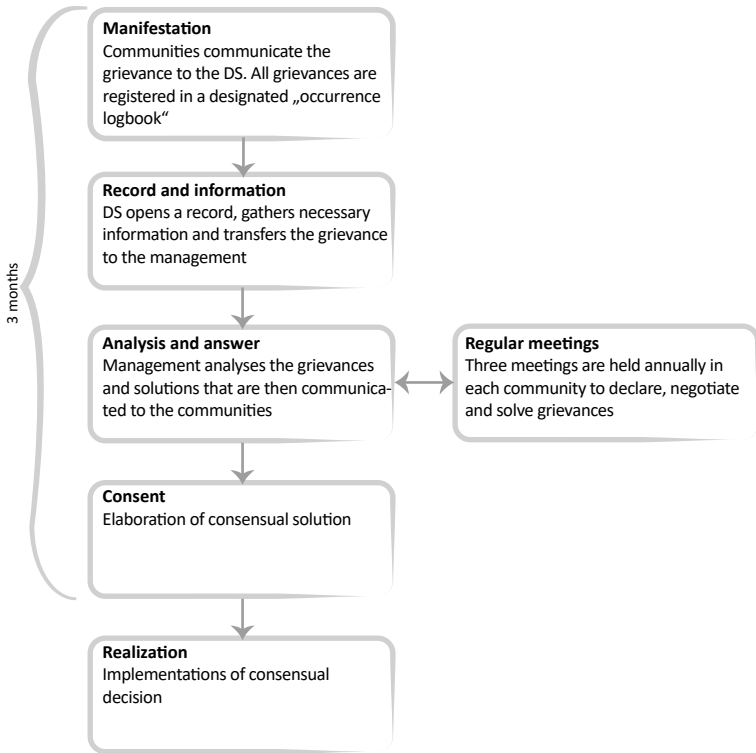 Manifestation
Communities communicate the
grievance to the DS. All grievances are
registered in a designated „occurrence
logbook“
Record and information
DS opens a record, gathers necessary
information and transfers the grievance
to the management
3 months
Analysis and answer
Management analyses the grievances
and solutions that are then communica-
ted to the communities
Regular meetings
Three meetings are held annually in
each community to declare, negotiate
and solve grievances
Consent
Elaboration of consensual solution
Realization
Implementations of consensual
decision